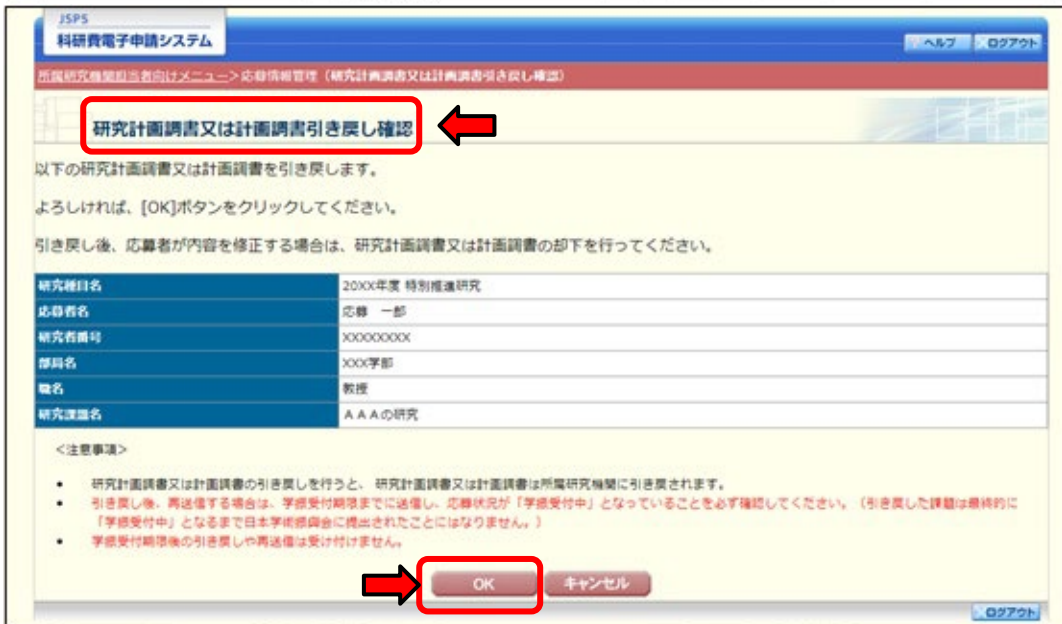 JSPS
科研費電子申請システム
ヘルプ
ログアウト
所属研究機関担当者向けメニュー>応募情報管理（研究計画調書又は計画調書引き戻し確認）
研究計画調書又は計画調書引き戻し確認
以下の研究計画調書又は計画調書を引き戻します。
よろしければ、[OK]ボタンをクリックしてください。
引き戻し後、応募者が内容を修正する場合は、研究計画調書又は計画調書の却下を行ってください。
研究種目名 20XX年度 特別推進研究
応募者名 応募　一郎
研究者番号 XXXXXXXX
部局名 XXX学部
職名 教授
研究課題名 ＡＡＡの研究
<注意事項>
• 研究計画調書又は計画調書の引き戻しを行うと、 研究計画調書又は計画調書は所属研究機関に引き戻されます。
• 引き戻し後、再送信する場合は、学振受付期限までに送信し、応募状況が「学振受付中」となっていることを必ず確認してください。（引き戻した課題は最終的に
「学振受付中」となるまで日本学術振興会に提出されたことにはなりません。）
• 学振受付期限後の引き戻しや再送信は受け付けません。
OK
キャンセル
ログアウト